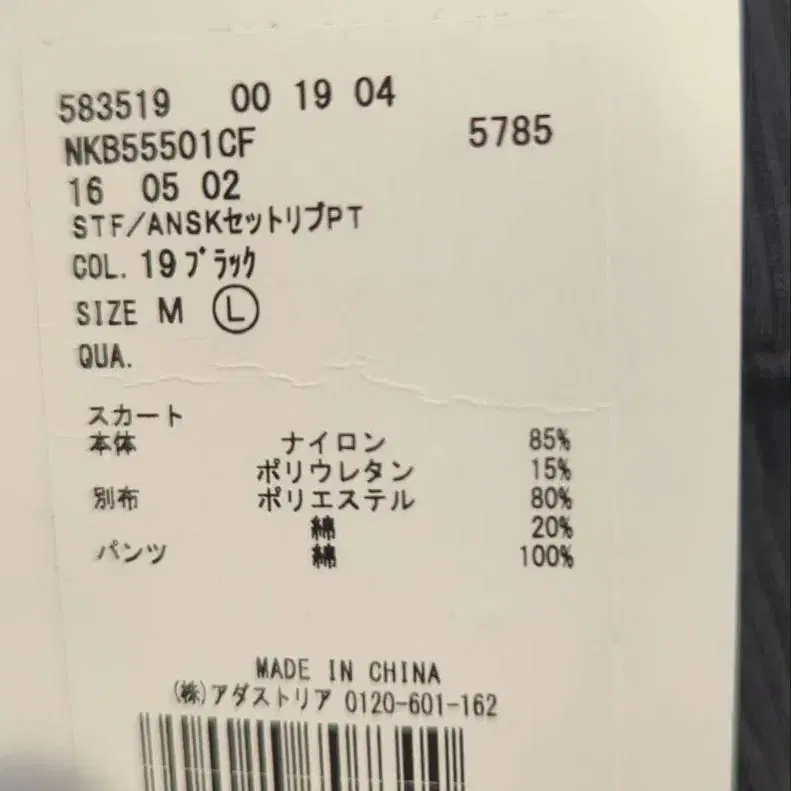 583519 00 19 04
NKB55501CF 5785
16 05 02
STF/ANSKセットリブPT
COL. 19ブラック
SIZE M Ⓛ
QUA.
スカート
本体 ナイロン 85%
ポリウレタン 15%
別布 ポリエステル 80%
綿 20%
パンツ 綿 100%
MADE IN CHINA
(株)アダストリア 0120-601-162